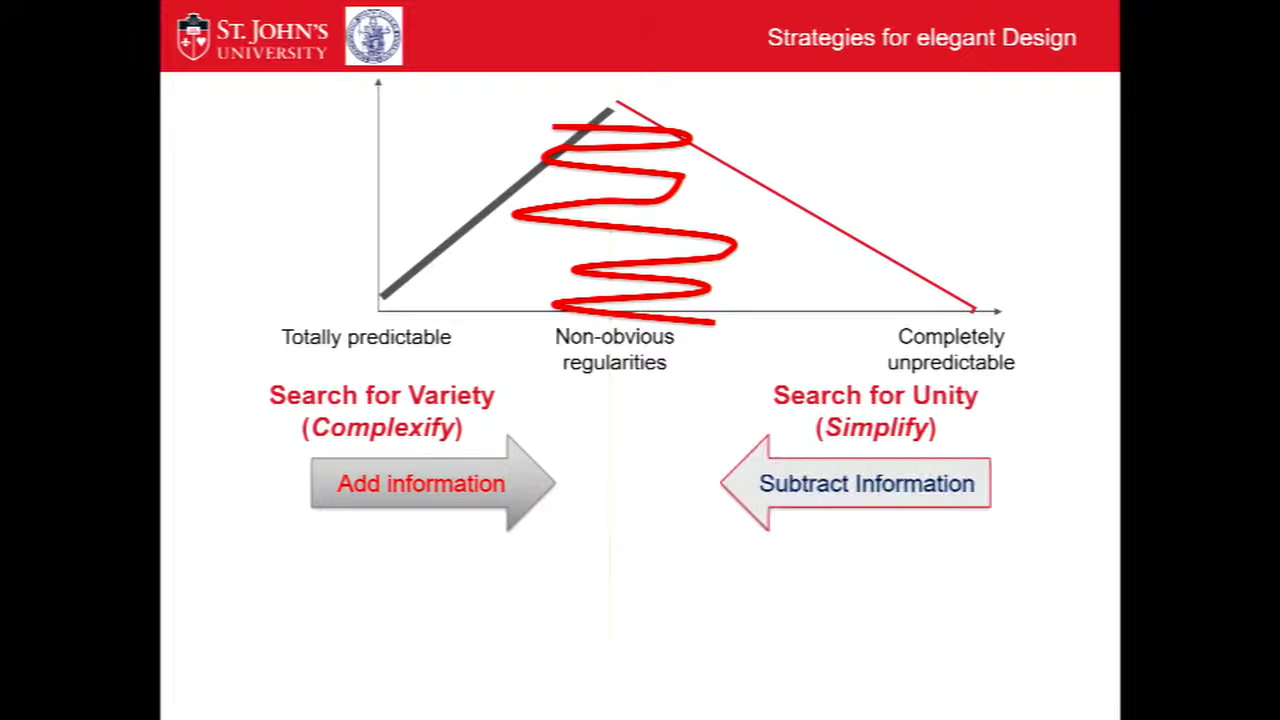 ST. JOHN'S
UNIVERSITY
Strategies for elegant Design
Totally predictable
Non-obvious
regularities
Completely
unpredictable
Search for Variety
(Complexify)
Search for Unity
(Simplify)
Add information
Subtract Information